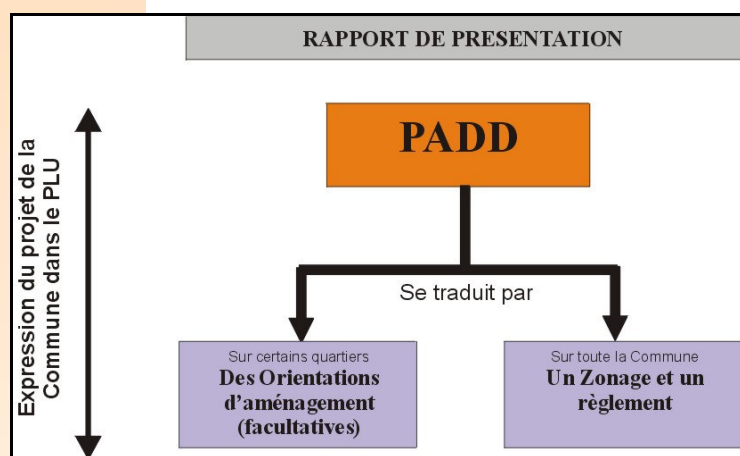 RAPPORT DE PRESENTATION
Expression du projet de la
Commune dans le PLU
PADD
Se traduit par
Sur certains quartiers
Des Orientations
d'aménagement
(facultatives)
Sur toute la Commune
Un Zonage et un
règlement